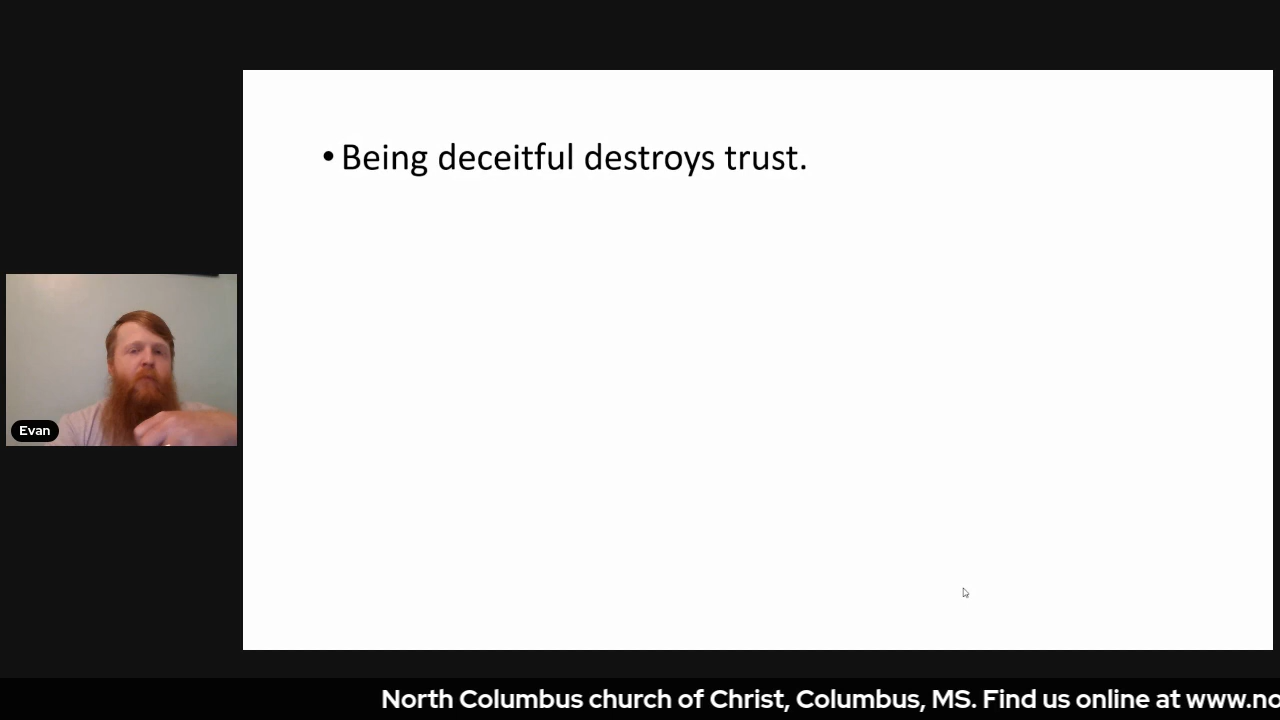 • Being deceitful destroys trust.
Evan
North Columbus church of Christ, Columbus, MS. Find us online at www.no